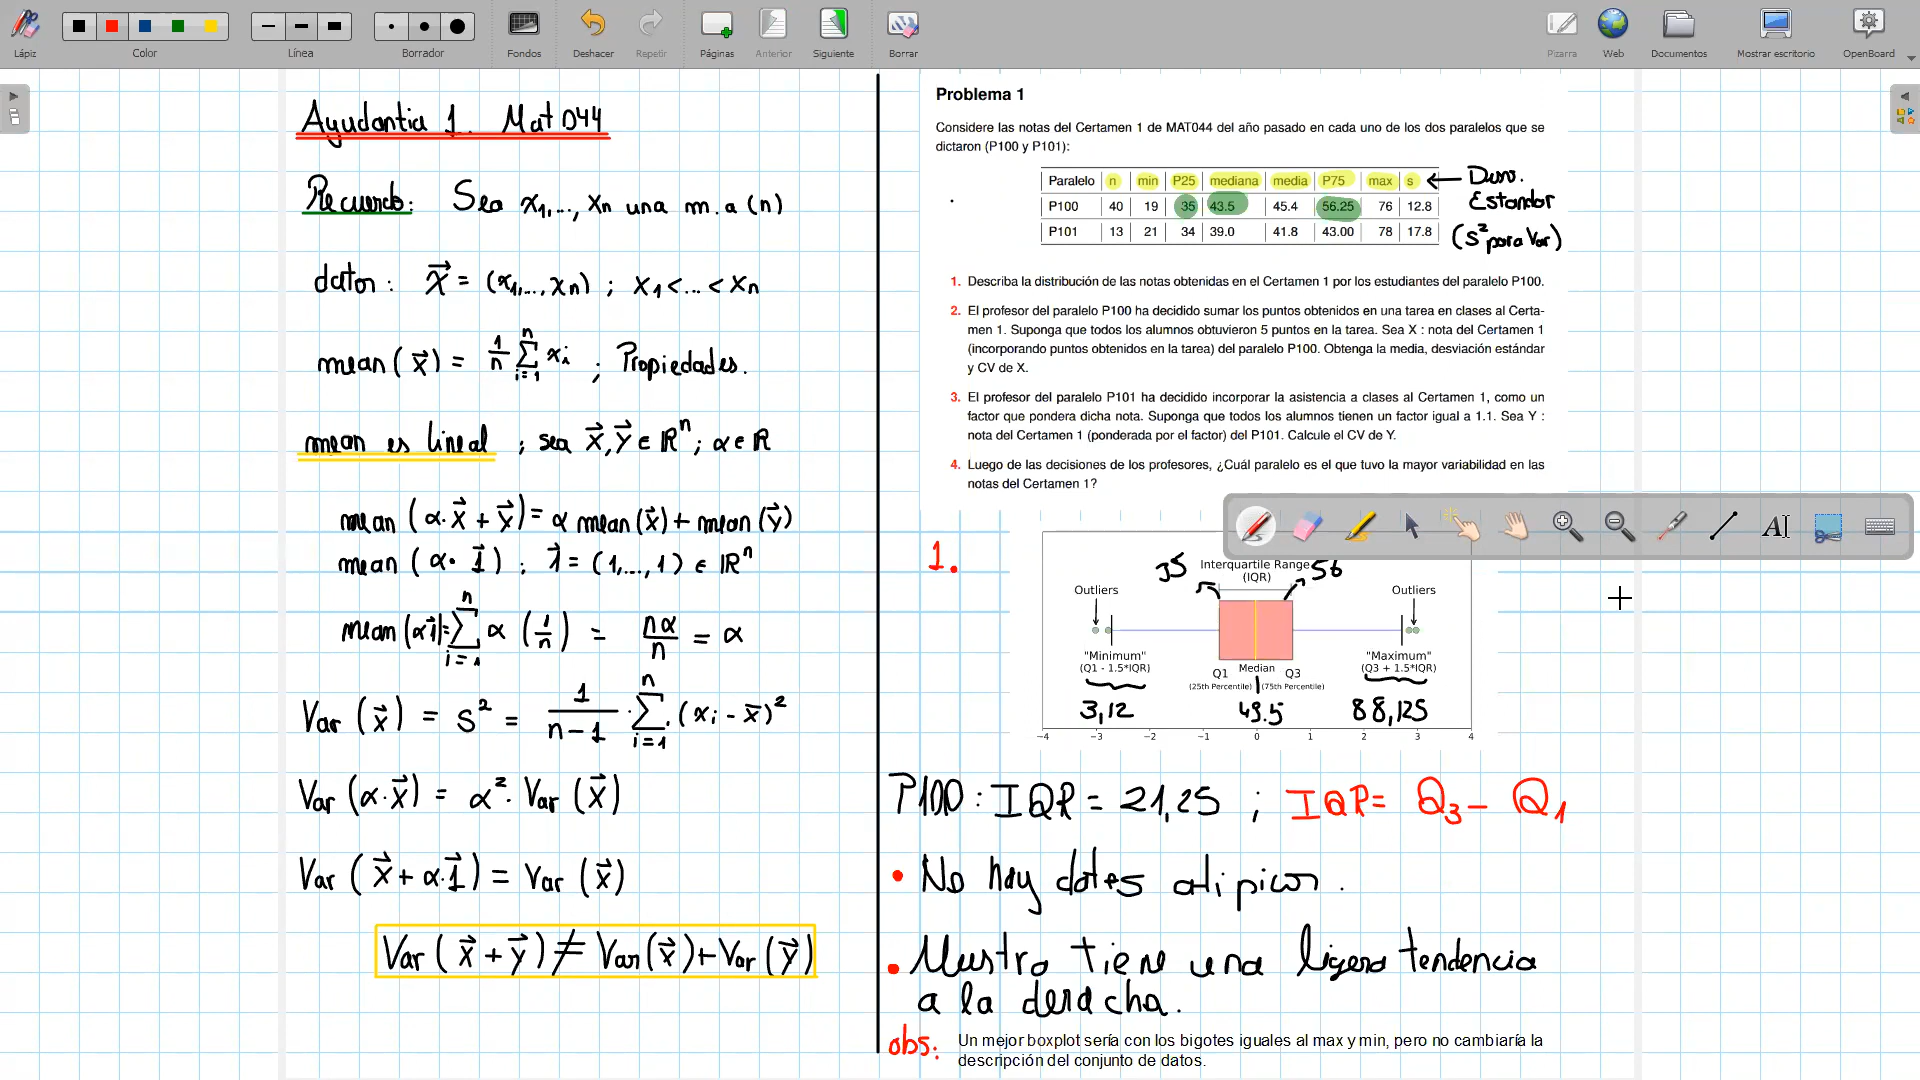 Lápiz
Color
Línea
Borrador
Fondos
Deshacer
Repetir
Páginas
Anterior
Siguiente
Borrar
Pizarra
Web
Documentos
Mostrar escritorio
OpenBoard
Ayudantia 1. Mat 044
Recuerdo: Sea x₁,..., xn una m.a (n)
datos: x⃗ = (x₁,..., xn) ; x₁ < ... < xn
mean(x⃗) = 1/n Σ_{i=1}^{n} xi ; Propiedades.
mean es lineal ; sea x⃗, y⃗ ∈ ℝⁿ; α ∈ ℝ
mean (α·x⃗ + y⃗) = α mean(x⃗) + mean(y⃗)
mean (α·1⃗) ; 1⃗ = (1,...,1) ∈ ℝⁿ
mean (α1⃗) = Σ_{i=1}^{n} α (1/n) = nα/n = α
Var (x⃗) = S² = 1/(n-1) · Σ_{i=1}^{n} (xi - x̄)²
Var (α·x⃗) = α² · Var (x⃗)
Var (x⃗ + α·1⃗) = Var (x⃗)
Var (x⃗ + y⃗) ≠ Var(x⃗) + Var (y⃗)
Problema 1
Considere las notas del Certamen 1 de MAT044 del año pasado en cada uno de los dos paralelos que se
dictaron (P100 y P101):
Paralelo n min P25 mediana media P75 max s ← Desv.
Estandar
P100 40 19 35 43.5 45.4 56.25 76 12.8
P101 13 21 34 39.0 41.8 43.00 78 17.8
(S² para Var)
1. Describa la distribución de las notas obtenidas en el Certamen 1 por los estudiantes del paralelo P100.
2. El profesor del paralelo P100 ha decidido sumar los puntos obtenidos en una tarea en clases al Certa-
men 1. Suponga que todos los alumnos obtuvieron 5 puntos en la tarea. Sea X : nota del Certamen 1
(incorporando puntos obtenidos en la tarea) del paralelo P100. Obtenga la media, desviación estándar
y CV de X.
3. El profesor del paralelo P101 ha decidido incorporar la asistencia a clases al Certamen 1, como un
factor que pondera dicha nota. Suponga que todos los alumnos tienen un factor igual a 1.1. Sea Y :
nota del Certamen 1 (ponderada por el factor) del P101. Calcule el CV de Y.
4. Luego de las decisiones de los profesores, ¿Cuál paralelo es el que tuvo la mayor variabilidad en las
notas del Certamen 1?
1.
35 Interquartile Range 56
(IQR)
Outliers Outliers
"Minimum" "Maximum"
(Q1 - 1.5*IQR) (Q3 + 1.5*IQR)
Q1 Median Q3
(25th Percentile) (75th Percentile)
3,12 43.5 88,125
−4 −3 −2 −1 0 1 2 3 4
P100: IQR = 21,25 ; IQR = Q₃ − Q₁
• No hay datos atipicos.
• Mustra tiene una ligera tendencia
a la derecha.
obs: Un mejor boxplot sería con los bigotes iguales al max y min, pero no cambiaría la
descripción del conjunto de datos.